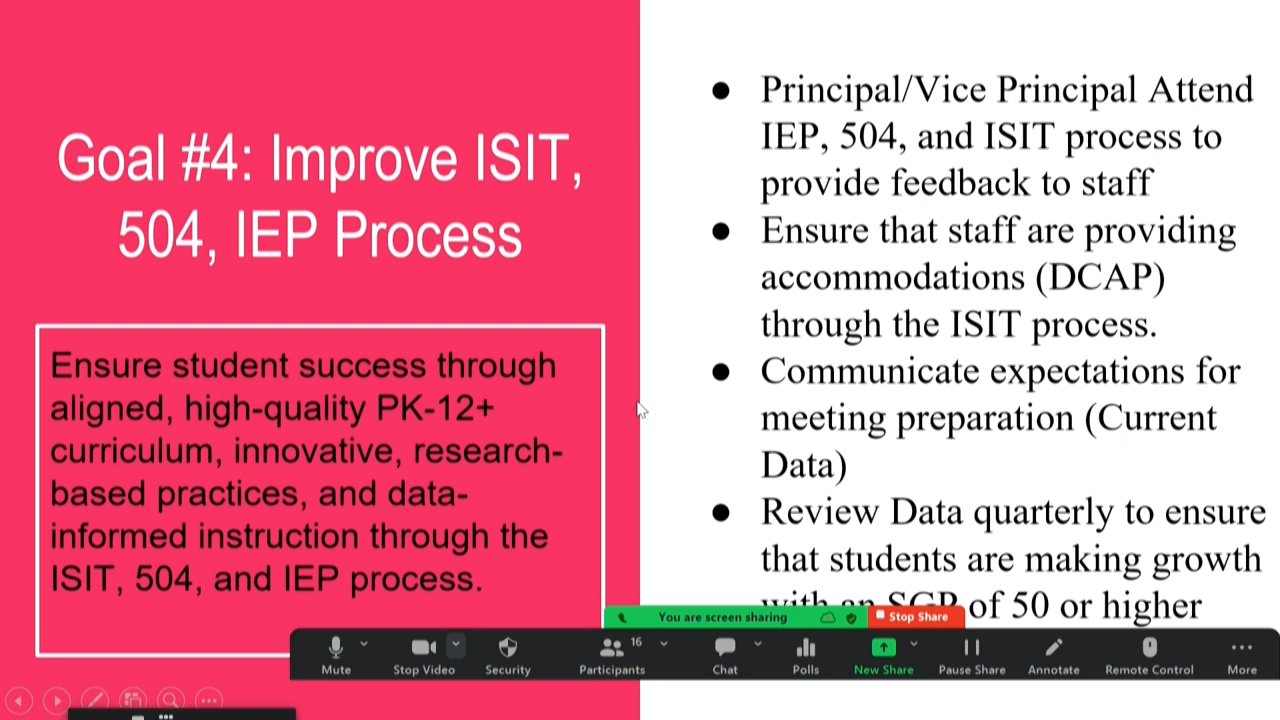 Goal #4: Improve ISIT,
504, IEP Process
Ensure student success through
aligned, high-quality PK-12+
curriculum, innovative, research-
based practices, and data-
informed instruction through the
ISIT, 504, and IEP process.
● Principal/Vice Principal Attend
IEP, 504, and ISIT process to
provide feedback to staff
● Ensure that staff are providing
accommodations (DCAP)
through the ISIT process.
● Communicate expectations for
meeting preparation (Current
Data)
● Review Data quarterly to ensure
that students are making growth
with an SGP of 50 or higher
You are screen sharing
Stop Share
Mute
Stop Video
Security
16
Participants
Chat
Polls
New Share
Pause Share
Annotate
Remote Control
More